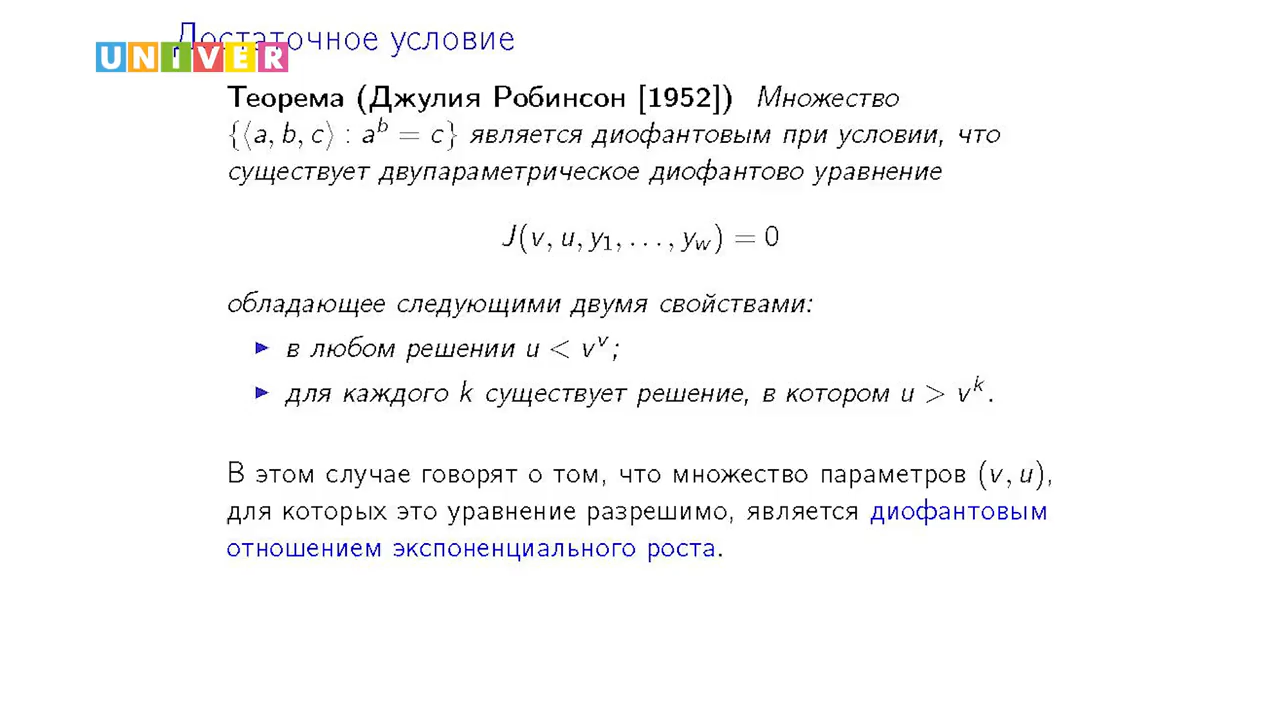 Достаточное условие
UNIVER
Теорема (Джулия Робинсон [1952]) Множество
{⟨a, b, c⟩ : a^b = c} является диофантовым при условии, что
существует двупараметрическое диофантово уравнение
J(v, u, y₁, . . . , y_w) = 0
обладающее следующими двумя свойствами:
▶ в любом решении u < v^v;
▶ для каждого k существует решение, в котором u > v^k.
В этом случае говорят о том, что множество параметров (v, u),
для которых это уравнение разрешимо, является диофантовым
отношением экспоненциального роста.